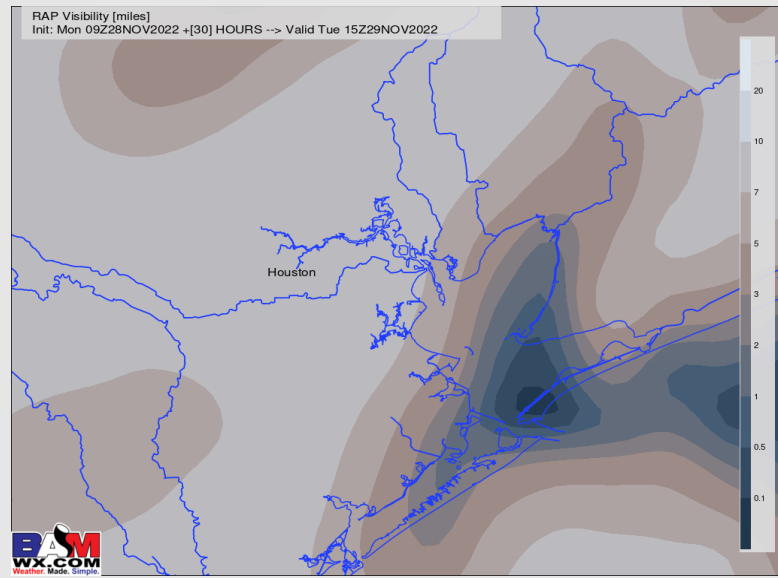 RAP Visibility [miles]
Init: Mon 09Z28NOV2022 +[30] HOURS --> Valid Tue 15Z29NOV2022
20
10
7
5
3
2
1
0.5
0.1
Houston
BAM
WX.COM
Weather. Made. Simple.